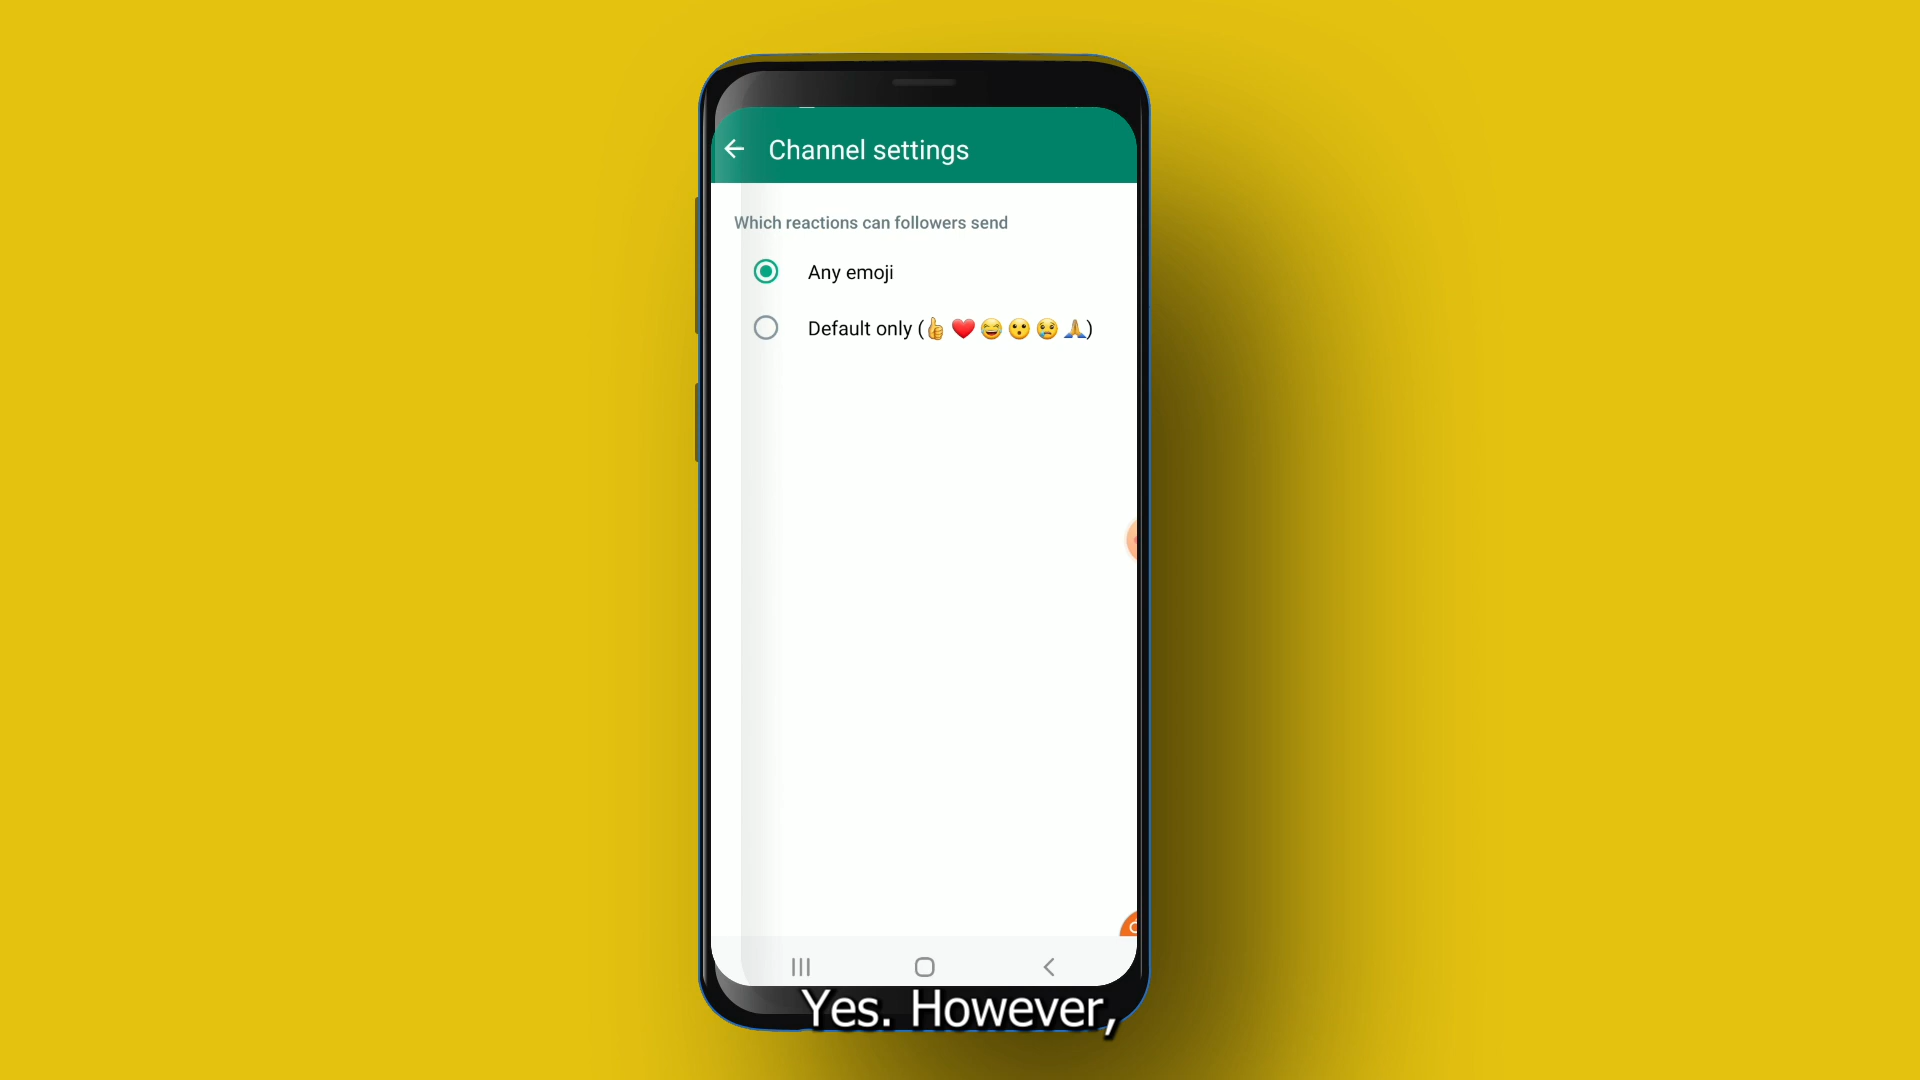 Channel settings
Which reactions can followers send
Any emoji
Default only (👍 ❤️ 😂 😮 😢 🙏)
Yes. However,